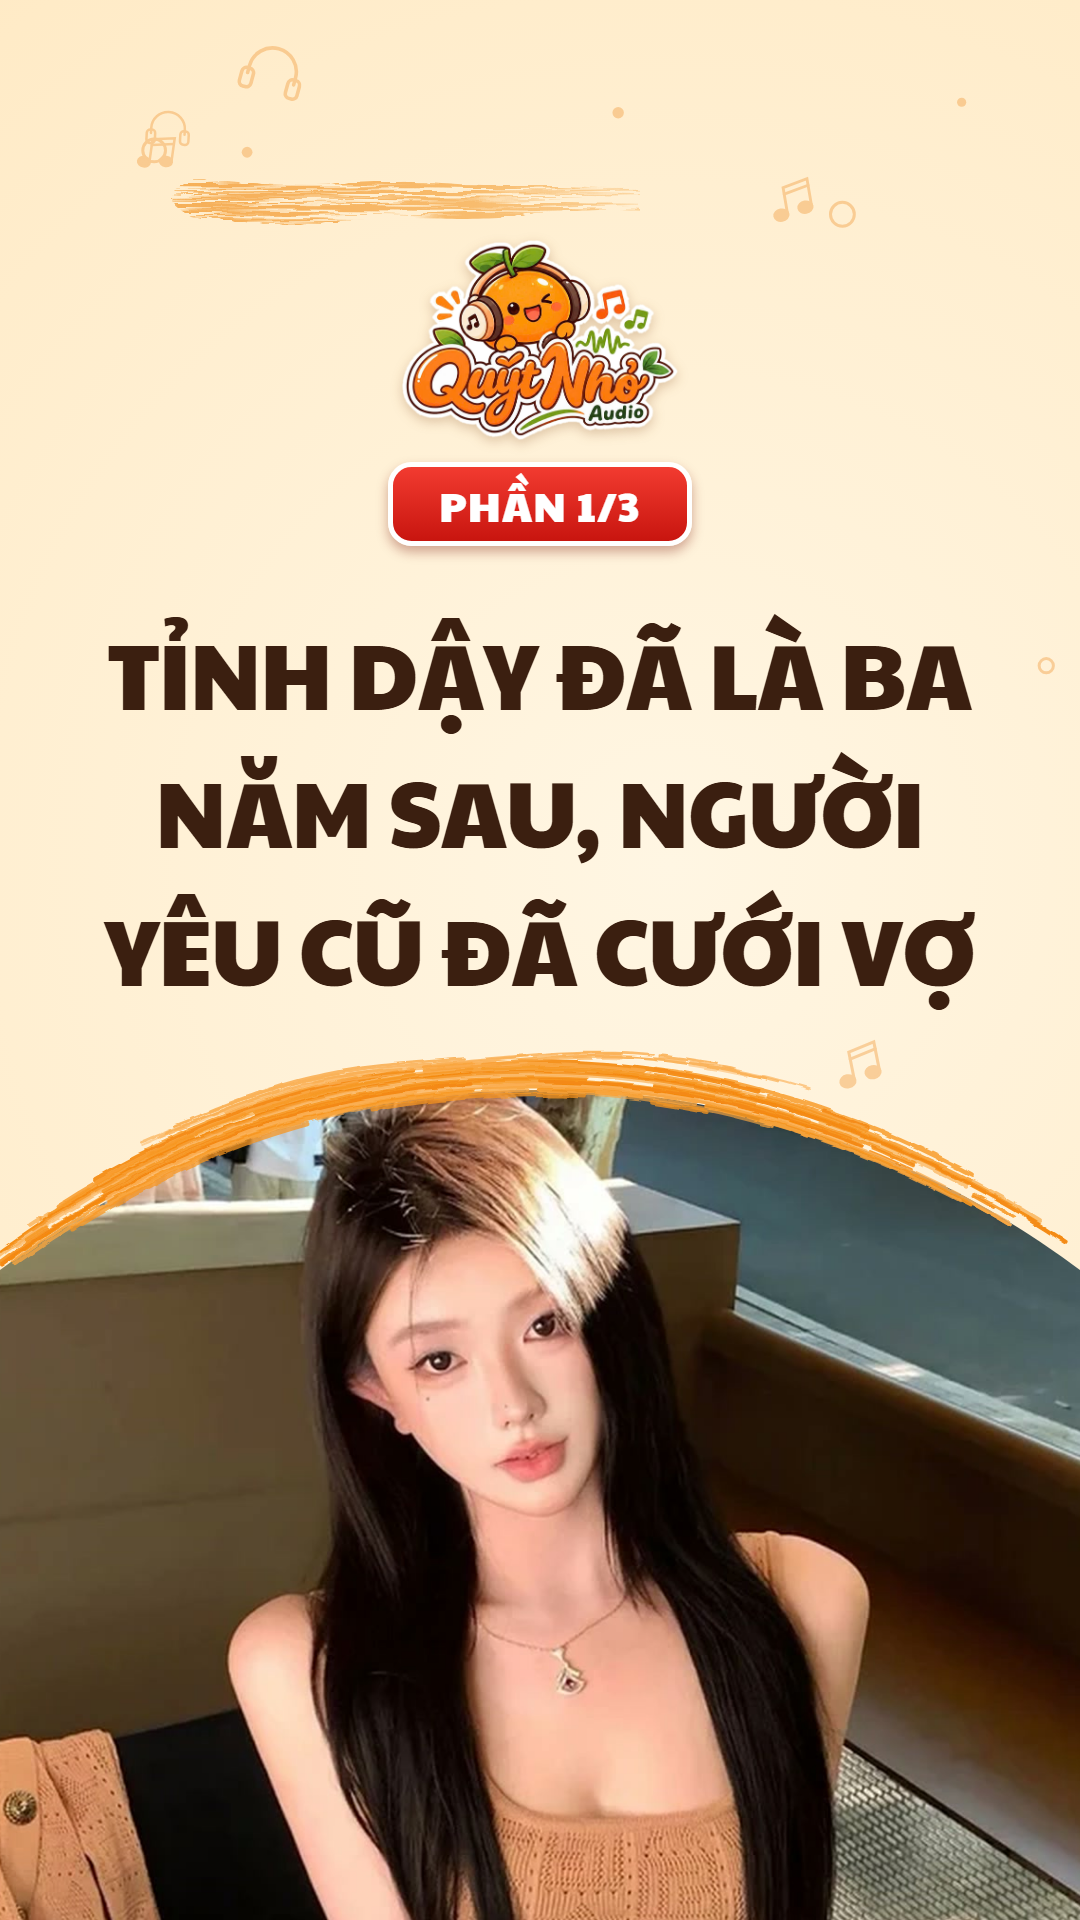 Quýt Nhỏ
Audio
PHẦN 1/3
TỈNH DẬY ĐÃ LÀ BA
NĂM SAU, NGƯỜI
YÊU CŨ ĐÃ CƯỚI VỢ